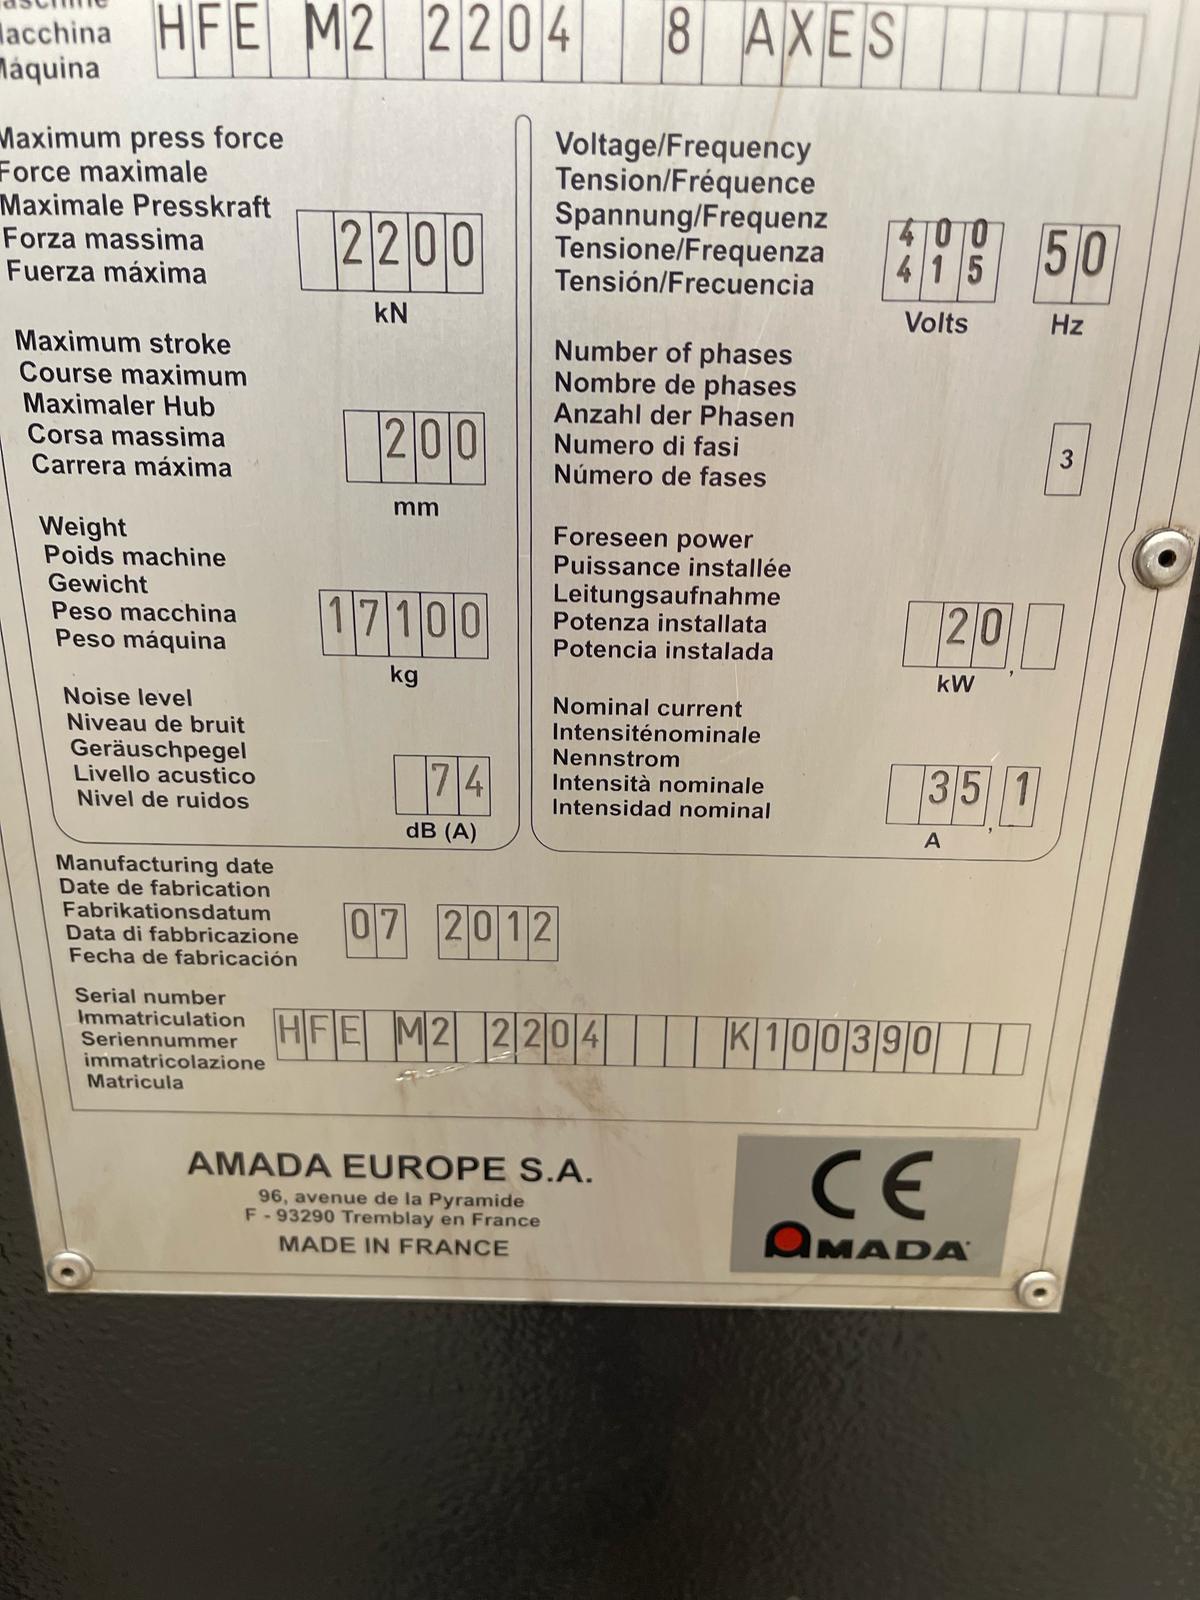 Macchina
Máquina
HFE M2 2204 8 AXES
Maximum press force
Force maximale
Maximale Presskraft
Forza massima
Fuerza máxima
2200
kN
Maximum stroke
Course maximum
Maximaler Hub
Corsa massima
Carrera máxima
200
mm
Weight
Poids machine
Gewicht
Peso macchina
Peso máquina
17100
kg
Noise level
Niveau de bruit
Geräuschpegel
Livello acustico
Nivel de ruidos
74
dB (A)
Voltage/Frequency
Tension/Fréquence
Spannung/Frequenz
Tensione/Frequenza
Tensión/Frecuencia
400
415
Volts
50
Hz
Number of phases
Nombre de phases
Anzahl der Phasen
Numero di fasi
Número de fases
3
Foreseen power
Puissance installée
Leitungsaufnahme
Potenza installata
Potencia instalada
20,
kW
Nominal current
Intensiténominale
Nennstrom
Intensità nominale
Intensidad nominal
35,1
A
Manufacturing date
Date de fabrication
Fabrikationsdatum
Data di fabbricazione
Fecha de fabricación
07 2012
Serial number
Immatriculation
Seriennummer
immatricolazione
Matricula
HFE M2 2204 K100390
AMADA EUROPE S.A.
96, avenue de la Pyramide
F - 93290 Tremblay en France
MADE IN FRANCE
CE
AMADA